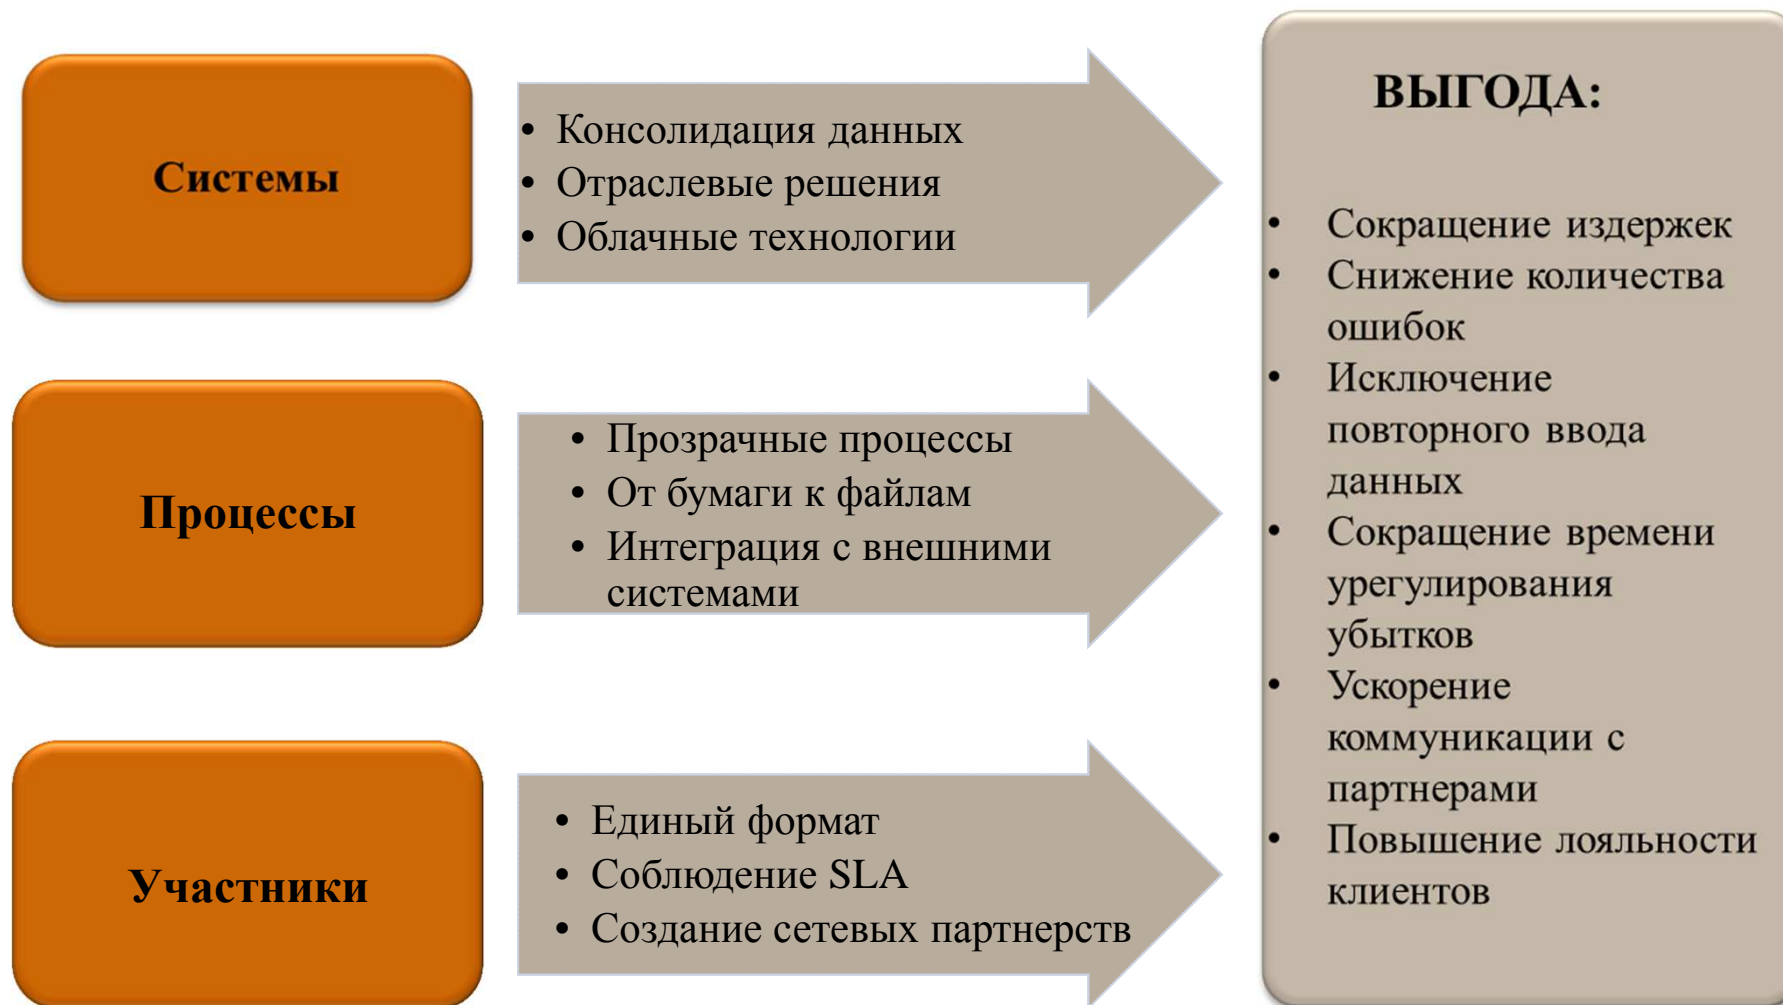 Системы
• Консолидация данных
• Отраслевые решения
• Облачные технологии
Процессы
• Прозрачные процессы
• От бумаги к файлам
• Интеграция с внешними
системами
Участники
• Единый формат
• Соблюдение SLA
• Создание сетевых партнерств
ВЫГОДА:
• Сокращение издержек
• Снижение количества
ошибок
• Исключение
повторного ввода
данных
• Сокращение времени
урегулирования
убытков
• Ускорение
коммуникации с
партнерами
• Повышение лояльности
клиентов